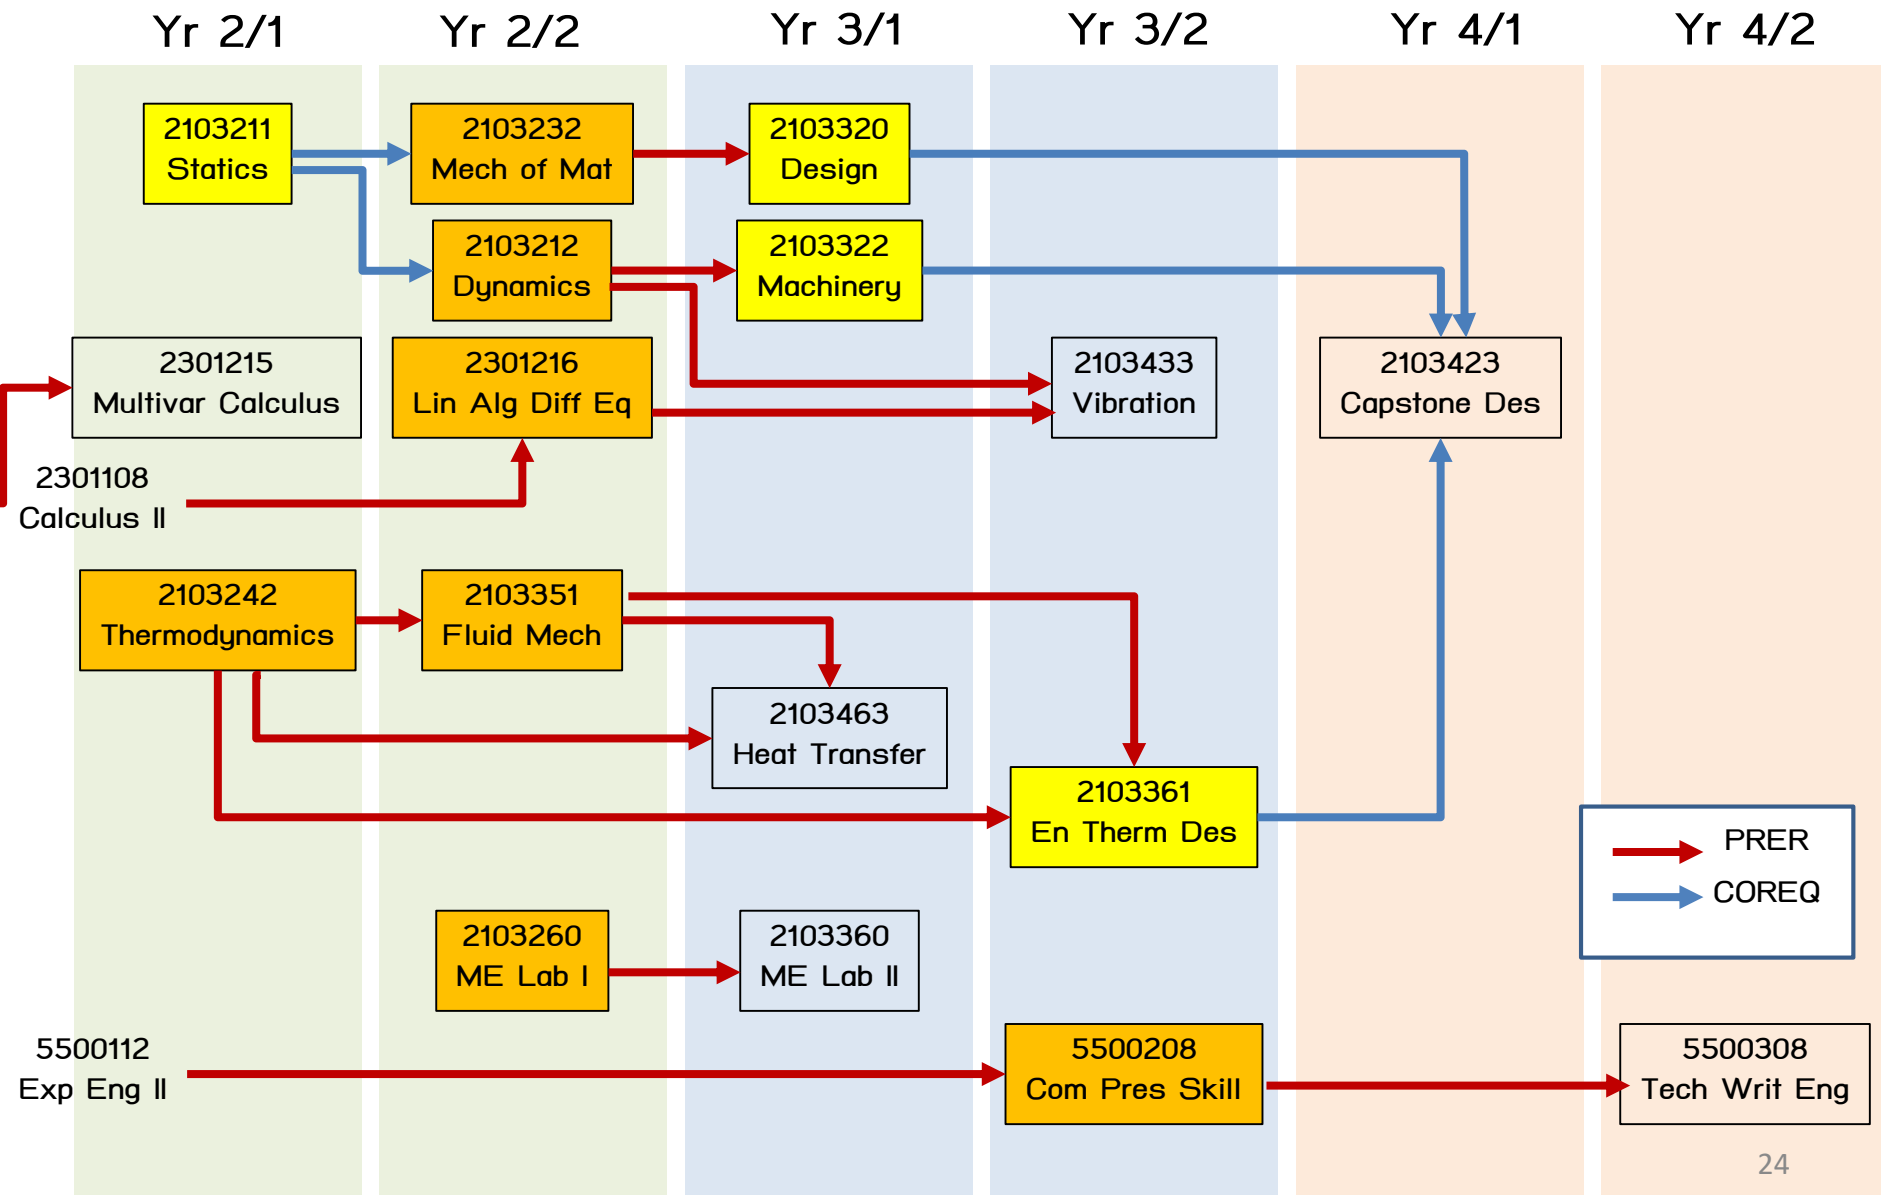 Yr 2/1 Yr 2/2 Yr 3/1 Yr 3/2 Yr 4/1 Yr 4/2
2103211
Statics
2103232
Mech of Mat
2103320
Design
2103212
Dynamics
2103322
Machinery
2301215
Multivar Calculus
2301216
Lin Alg Diff Eq
2103433
Vibration
2103423
Capstone Des
2301108
Calculus II
2103242
Thermodynamics
2103351
Fluid Mech
2103463
Heat Transfer
2103361
En Therm Des
PRER
COREQ
2103260
ME Lab I
2103360
ME Lab II
5500112
Exp Eng II
5500208
Com Pres Skill
5500308
Tech Writ Eng
24